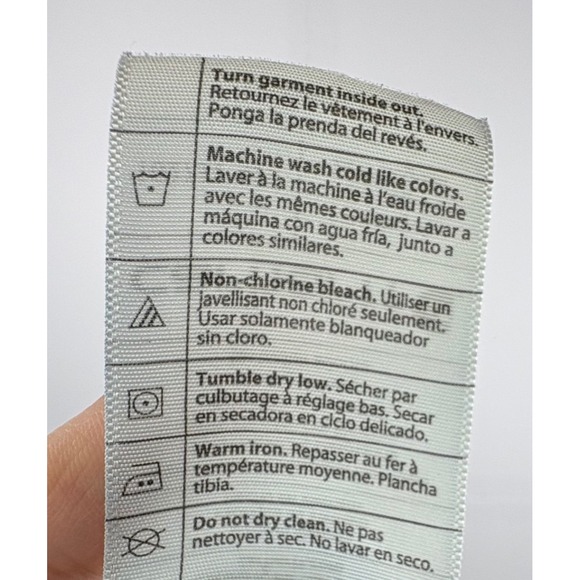 Turn garment inside out.
Retournez le vêtement à l'envers.
Ponga la prenda del revés.
Machine wash cold like colors.
Laver à la machine à l'eau froide
avec les mêmes couleurs. Lavar a
máquina con agua fría, junto a
colores similares.
Non-chlorine bleach. Utiliser un
javellisant non chloré seulement.
Usar solamente blanqueador
sin cloro.
Tumble dry low. Sécher par
culbutage à réglage bas. Secar
en secadora en ciclo delicado.
Warm iron. Repasser au fer à
température moyenne. Plancha
tibia.
Do not dry clean. Ne pas
nettoyer à sec. No lavar en seco.